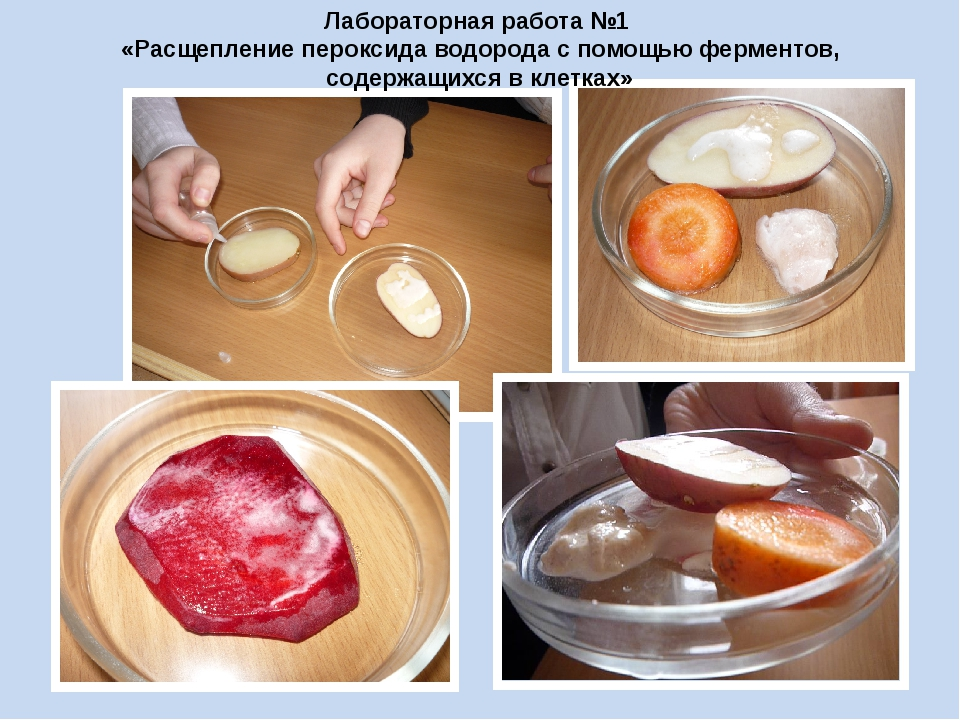 Лабораторная работа №1
«Расщепление пероксида водорода с помощью ферментов,
содержащихся в клетках»